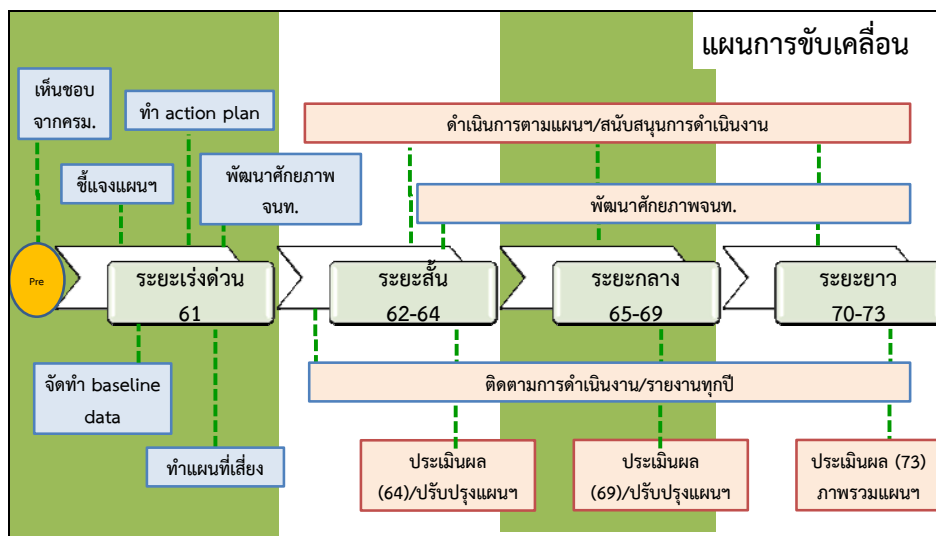 แผนการขับเคลื่อน
เห็นชอบ
จากครม.
ทำ action plan
ดำเนินการตามแผนฯ/สนับสนุนการดำเนินงาน
ชี้แจงแผนฯ
พัฒนาศักยภาพ
จนท.
พัฒนาศักยภาพจนท.
Pre
ระยะเร่งด่วน
61
ระยะสั้น
62-64
ระยะกลาง
65-69
ระยะยาว
70-73
จัดทำ baseline
data
ติดตามการดำเนินงาน/รายงานทุกปี
ทำแผนที่เสี่ยง
ประเมินผล
(64)/ปรับปรุงแผนฯ
ประเมินผล
(69)/ปรับปรุงแผนฯ
ประเมินผล (73)
ภาพรวมแผนฯ